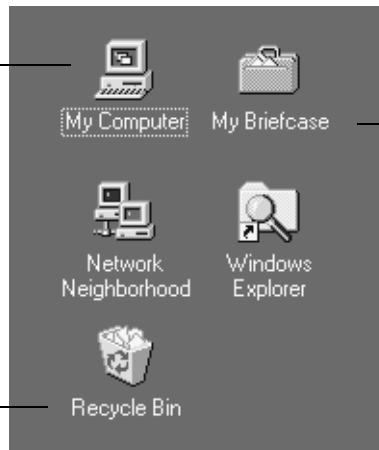 My Computer
My Briefcase
Network
Neighborhood
Windows
Explorer
Recycle Bin